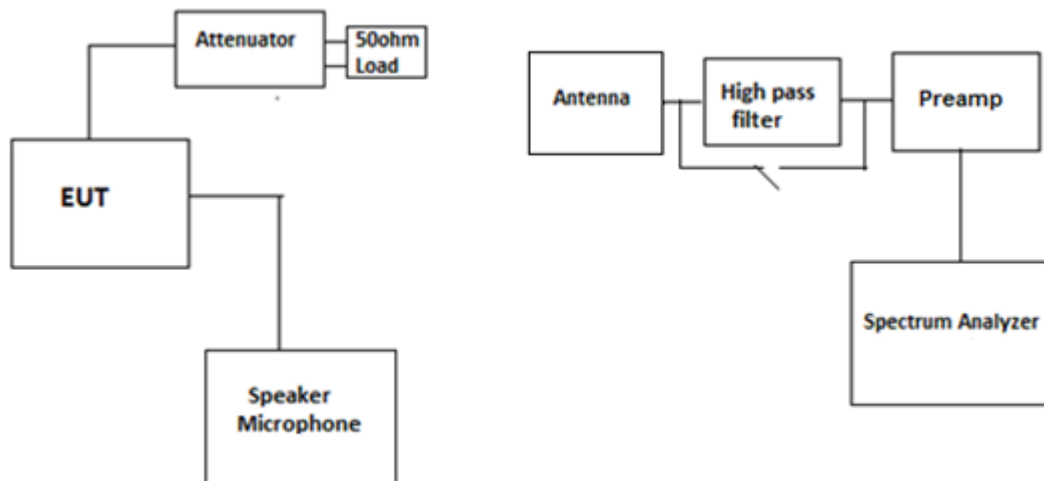 Attenuator
50ohm
Load
EUT
Speaker
Microphone
Antenna
High pass
filter
Preamp
Spectrum Analyzer